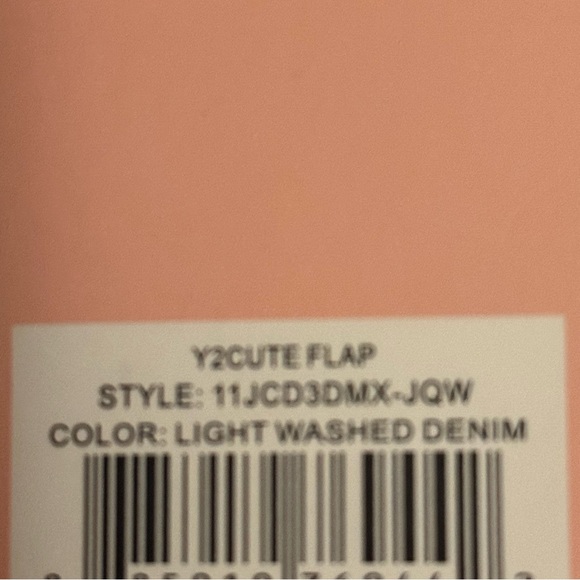 Y2CUTE FLAP
STYLE: 11JCD3DMX-JQW
COLOR: LIGHT WASHED DENIM